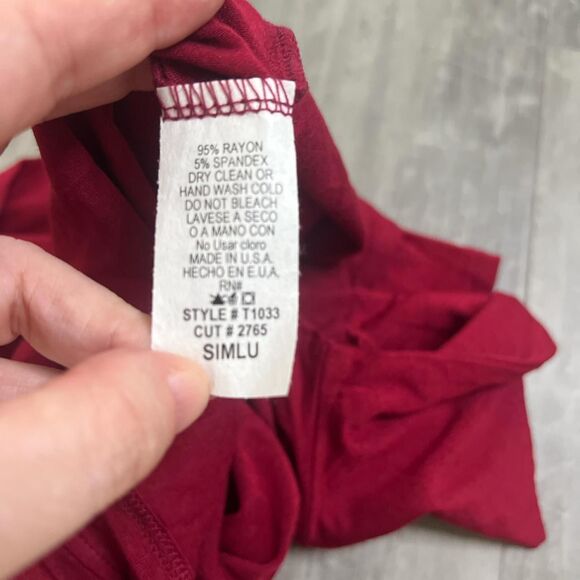 95% RAYON
5% SPANDEX
DRY CLEAN OR
HAND WASH COLD
DO NOT BLEACH
LAVESE A SECO
O A MANO CON
No Usar cloro
MADE IN U.S.A.
HECHO EN E.U.A.
RN#
STYLE # T1033
CUT # 2765
SIMLU